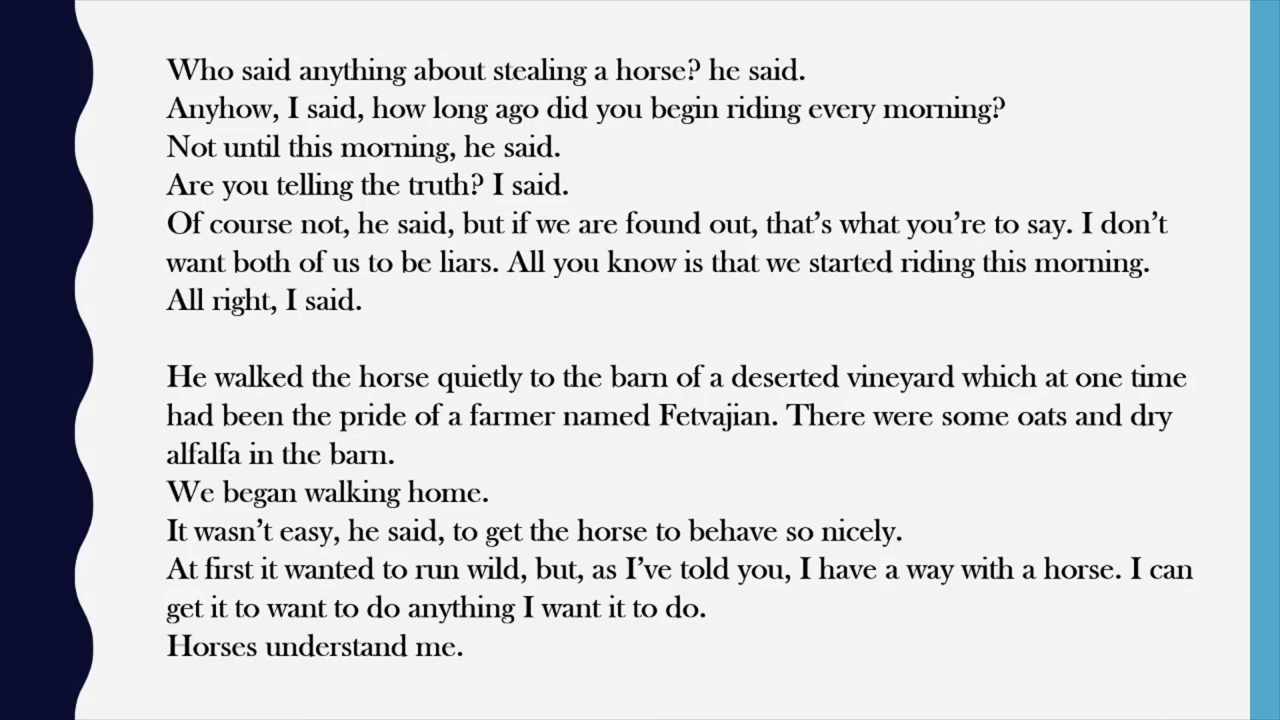 Who said anything about stealing a horse? he said.
Anyhow, I said, how long ago did you begin riding every morning?
Not until this morning, he said.
Are you telling the truth? I said.
Of course not, he said, but if we are found out, that’s what you’re to say. I don’t
want both of us to be liars. All you know is that we started riding this morning.
All right, I said.
He walked the horse quietly to the barn of a deserted vineyard which at one time
had been the pride of a farmer named Fetvajian. There were some oats and dry
alfalfa in the barn.
We began walking home.
It wasn’t easy, he said, to get the horse to behave so nicely.
At first it wanted to run wild, but, as I’ve told you, I have a way with a horse. I can
get it to want to do anything I want it to do.
Horses understand me.